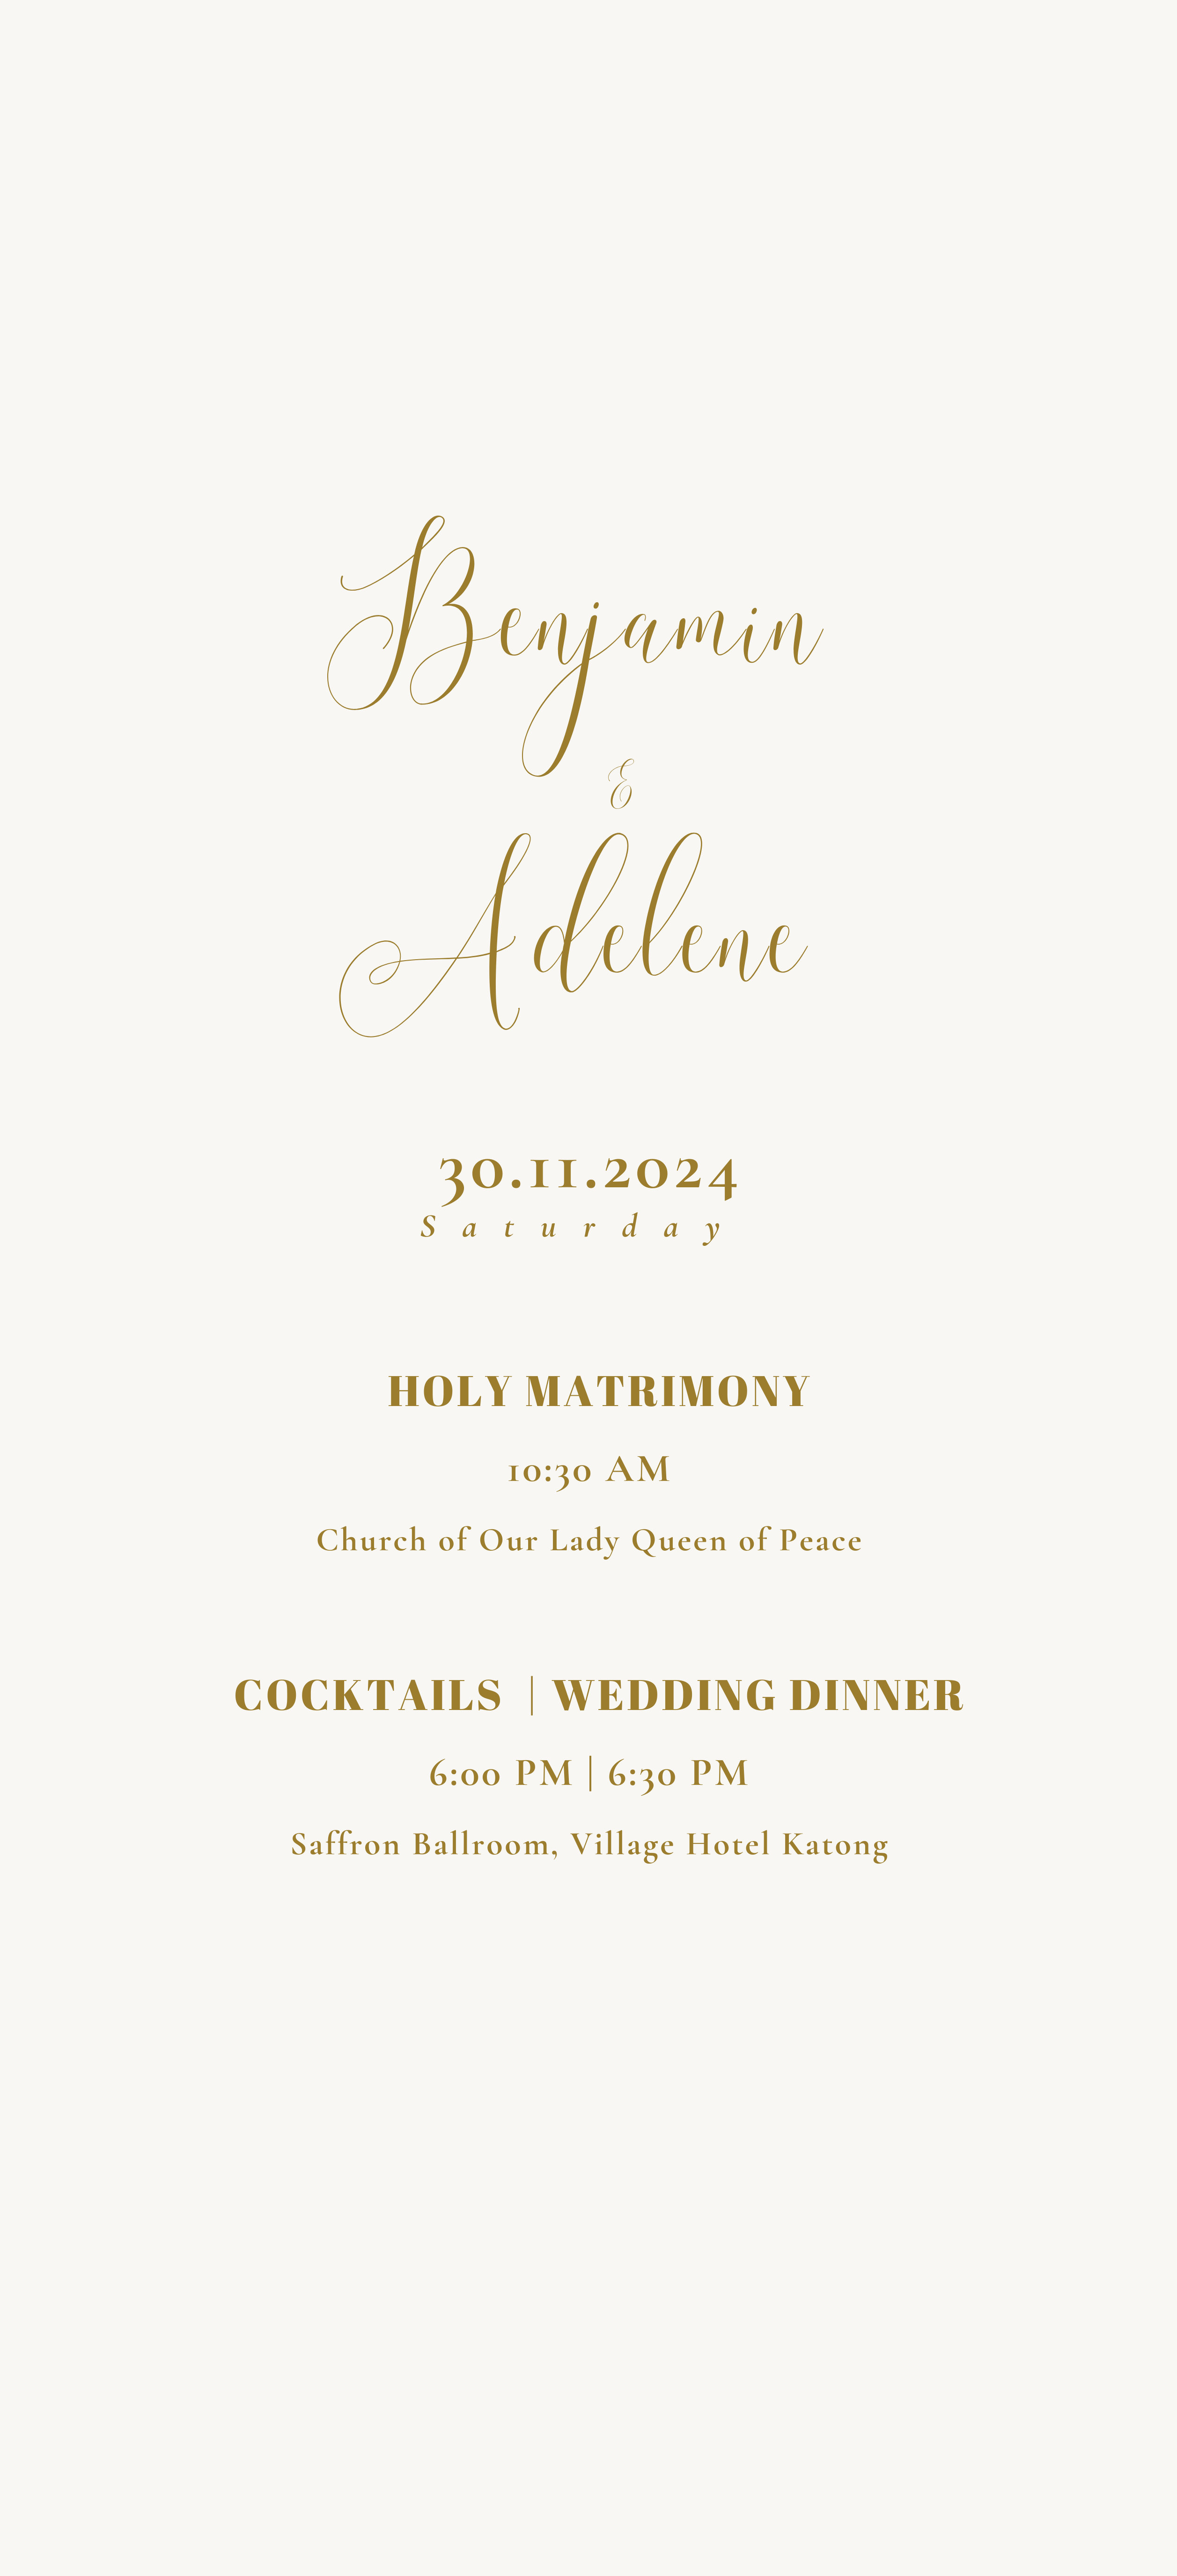 Benjamin
&
Adelene
30.11.2024
Saturday
HOLY MATRIMONY
10:30 AM
Church of Our Lady Queen of Peace
COCKTAILS | WEDDING DINNER
6:00 PM | 6:30 PM
Saffron Ballroom, Village Hotel Katong